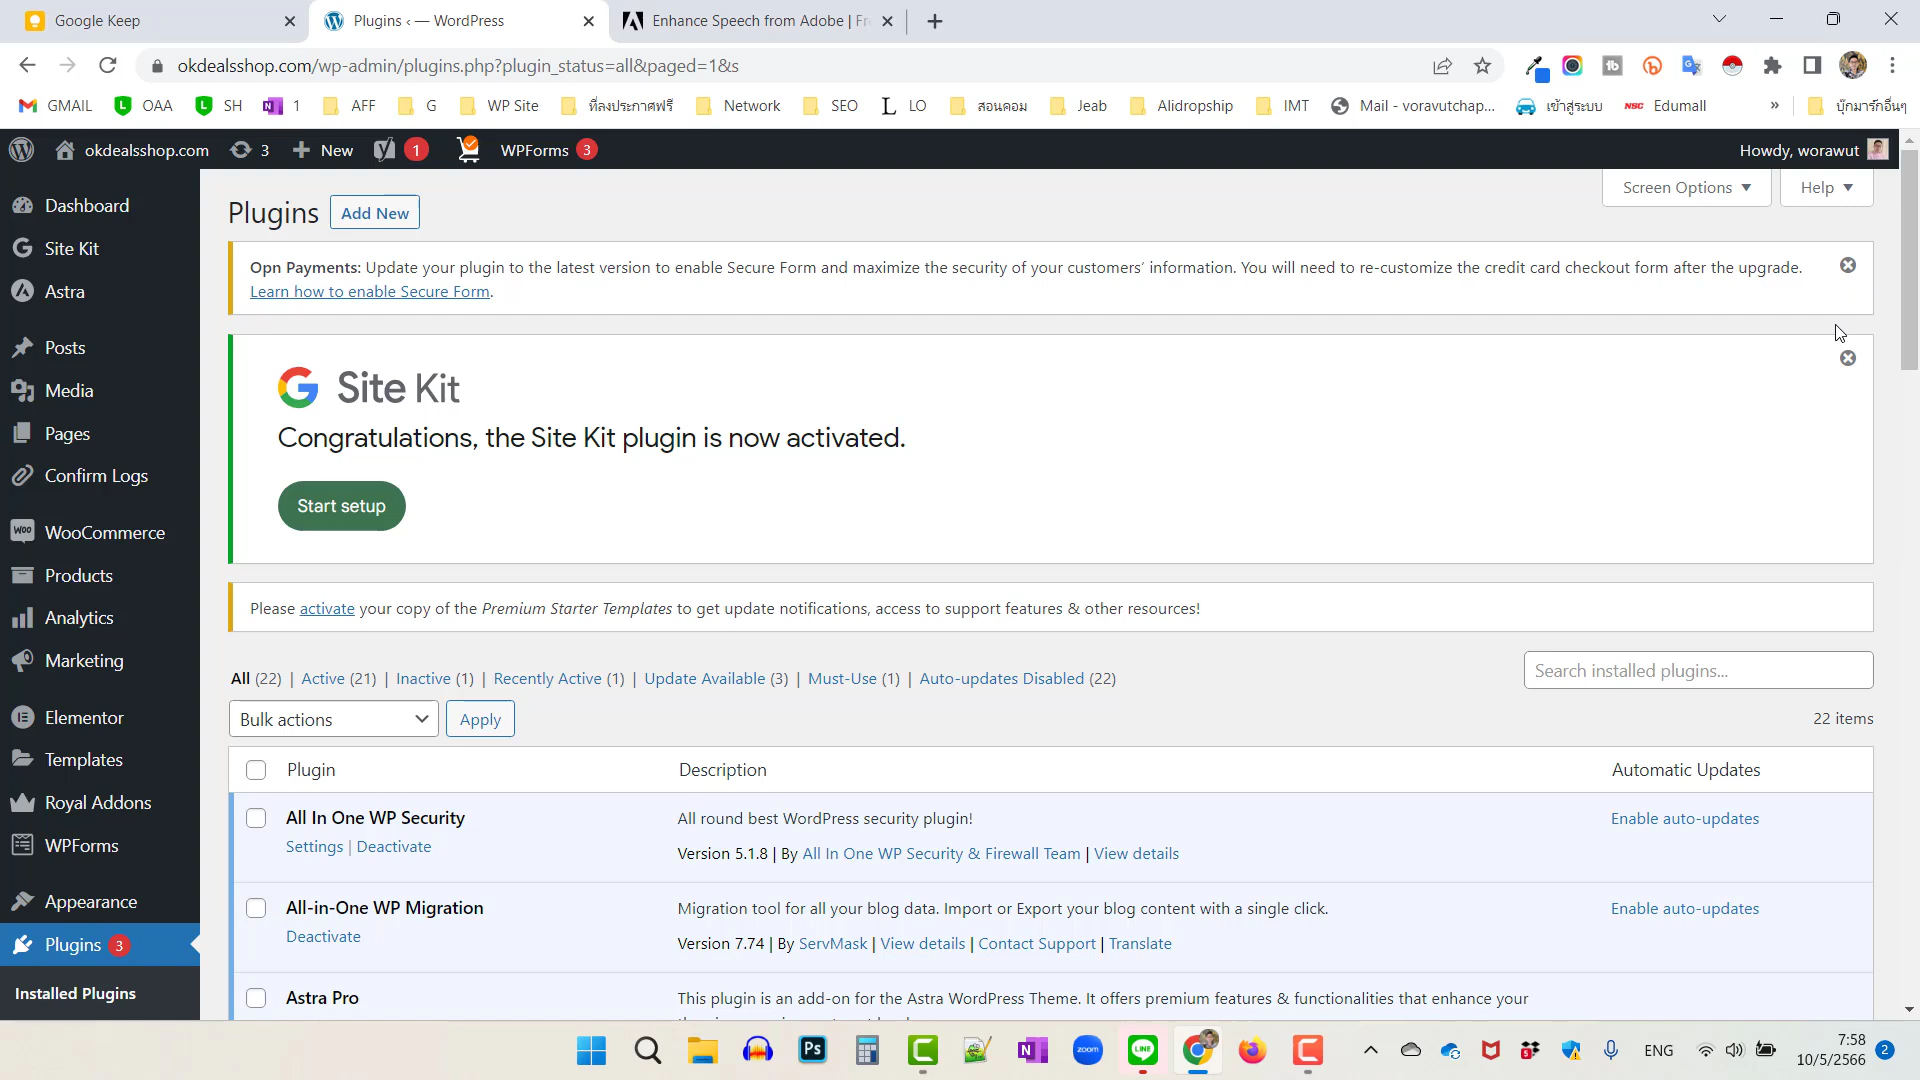 Google Keep
Plugins ‹ — WordPress
Enhance Speech from Adobe | Fre
okdealsshop.com/wp-admin/plugins.php?plugin_status=all&paged=1&s
GMAIL
OAA
SH
1
AFF
G
WP Site
ที่ลงประกาศฟรี
Network
SEO
LO
สอนคอม
Jeab
Alidropship
IMT
Mail - voravutchap...
เข้าสู่ระบบ
NSC
Edumall
»
บุ๊กมาร์กอื่นๆ
okdealsshop.com
3
New
1
WPForms 3
Howdy, worawut
Screen Options
Help
Dashboard
Site Kit
Astra
Posts
Media
Pages
Confirm Logs
WooCommerce
Products
Analytics
Marketing
Elementor
Templates
Royal Addons
WPForms
Appearance
Plugins 3
Installed Plugins
Plugins
Add New
Opn Payments: Update your plugin to the latest version to enable Secure Form and maximize the security of your customers’ information. You will need to re-customize the credit card checkout form after the upgrade.
Learn how to enable Secure Form.
Site Kit
Congratulations, the Site Kit plugin is now activated.
Start setup
Please activate your copy of the Premium Starter Templates to get update notifications, access to support features & other resources!
All (22) | Active (21) | Inactive (1) | Recently Active (1) | Update Available (3) | Must-Use (1) | Auto-updates Disabled (22)
Search installed plugins...
Bulk actions
Apply
22 items
Plugin
Description
Automatic Updates
All In One WP Security
Settings | Deactivate
All round best WordPress security plugin!
Version 5.1.8 | By All In One WP Security & Firewall Team | View details
Enable auto-updates
All-in-One WP Migration
Deactivate
Migration tool for all your blog data. Import or Export your blog content with a single click.
Version 7.74 | By ServMask | View details | Contact Support | Translate
Enable auto-updates
Astra Pro
This plugin is an add-on for the Astra WordPress Theme. It offers premium features & functionalities that enhance your
Ps
zoom
LINE
ENG
7:58
10/5/2566
2